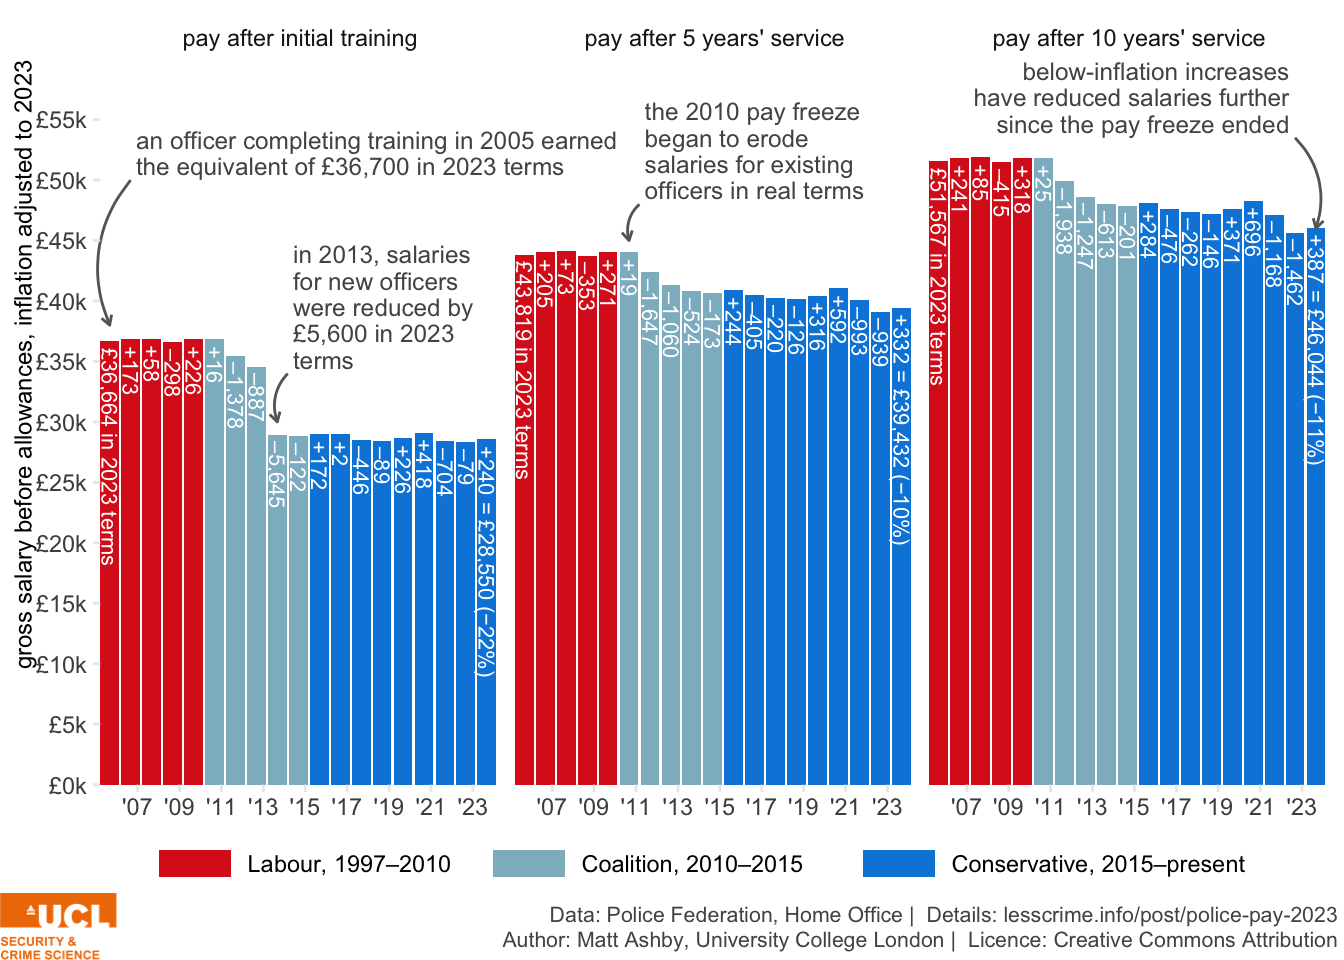 pay after initial training
pay after 5 years' service
pay after 10 years' service
gross salary before allowances, inflation adjusted to 2023
£55k
£50k
£45k
£40k
£35k
£30k
£25k
£20k
£15k
£10k
£5k
£0k
an officer completing training in 2005 earned
the equivalent of £36,700 in 2023 terms
in 2013, salaries
for new officers
were reduced by
£5,600 in 2023
terms
£36,664 in 2023 terms
+173
+58
−298
+226
+16
−1,378
−887
−5,645
−122
+172
+2
−446
−89
+226
+418
−704
−79
+240 = £28,550 (−22%)
'07 '09 '11 '13 '15 '17 '19 '21 '23
the 2010 pay freeze
began to erode
salaries for existing
officers in real terms
£43,819 in 2023 terms
+205
+73
−353
+271
+19
−1,647
−1,060
−524
−173
+244
−405
−220
−126
+316
+592
−993
−939
+332 = £39,432 (−10%)
'07 '09 '11 '13 '15 '17 '19 '21 '23
below-inflation increases
have reduced salaries further
since the pay freeze ended
£51,567 in 2023 terms
+241
+85
−415
+318
+25
−1,938
−1,247
−613
−201
+284
−476
−262
−146
+371
+696
−1,168
−1,462
+387 = £46,044 (−11%)
'07 '09 '11 '13 '15 '17 '19 '21 '23
Labour, 1997–2010
Coalition, 2010–2015
Conservative, 2015–present
UCL
SECURITY &
CRIME SCIENCE
Data: Police Federation, Home Office | Details: lesscrime.info/post/police-pay-2023
Author: Matt Ashby, University College London | Licence: Creative Commons Attribution